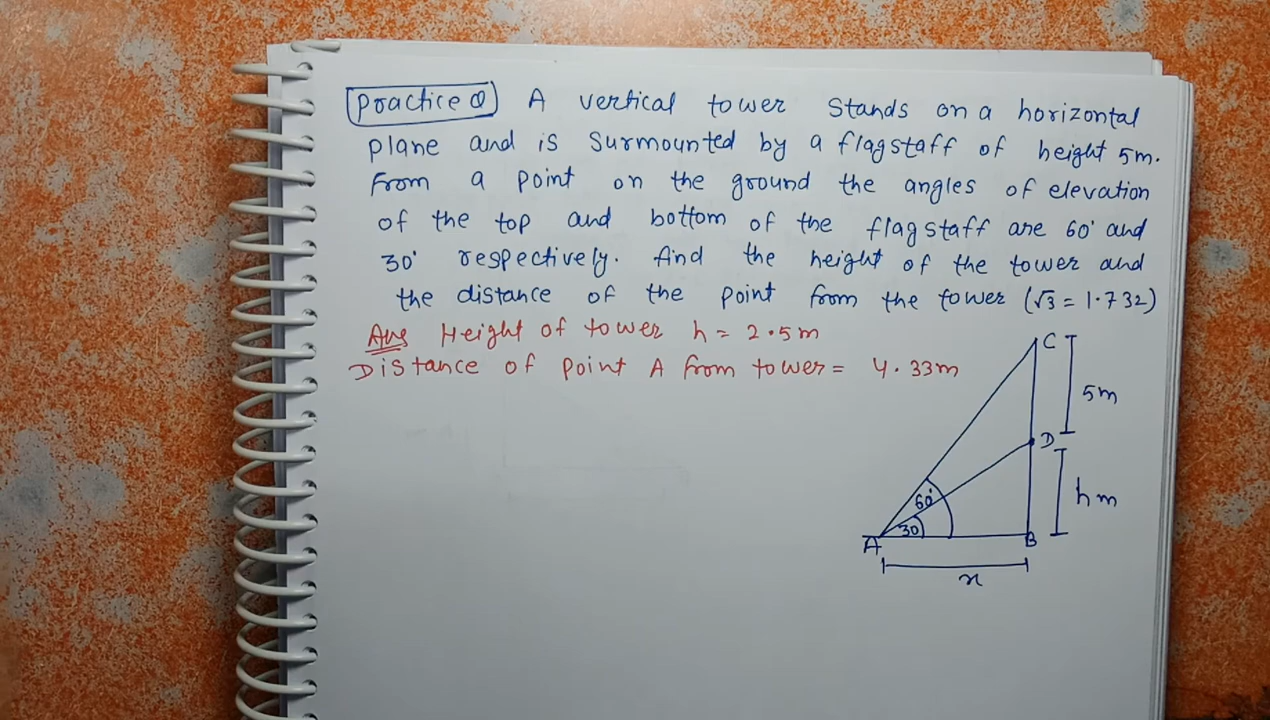 Practice Q A vertical tower stands on a horizontal
plane and is surmounted by a flagstaff of height 5m.
From a point on the ground the angles of elevation
of the top and bottom of the flagstaff are 60° and
30° respectively. find the height of the tower and
the distance of the point from the tower (√3 = 1.732)
Ans Height of tower h = 2.5m
Distance of point A from tower = 4.33m
C
5m
D
60°
h m
30
A
B
x